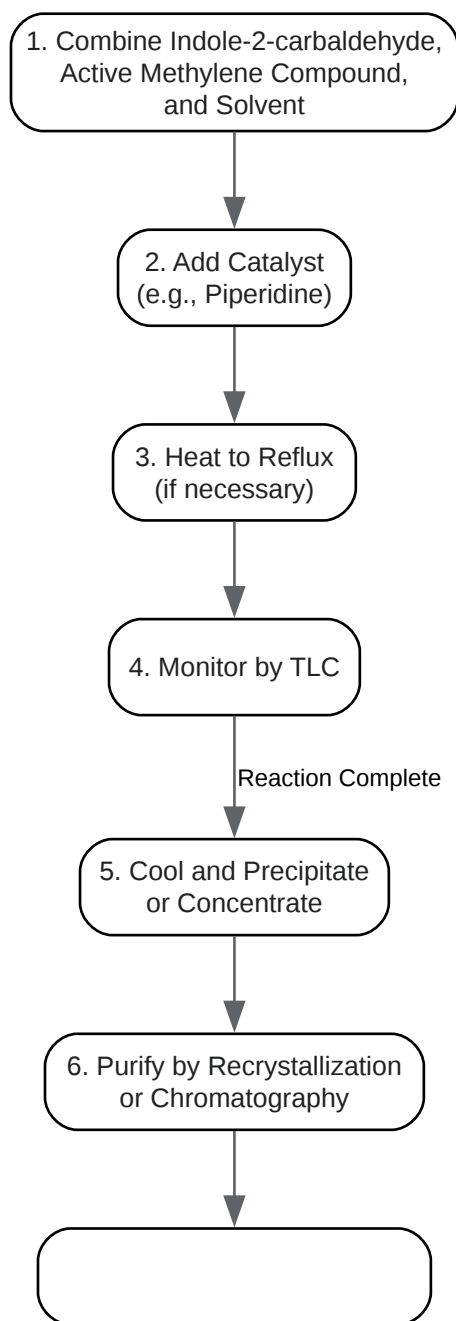 1. Combine Indole-2-carbaldehyde,
Active Methylene Compound,
and Solvent
2. Add Catalyst
(e.g., Piperidine)
3. Heat to Reflux
(if necessary)
4. Monitor by TLC
Reaction Complete
5. Cool and Precipitate
or Concentrate
6. Purify by Recrystallization
or Chromatography